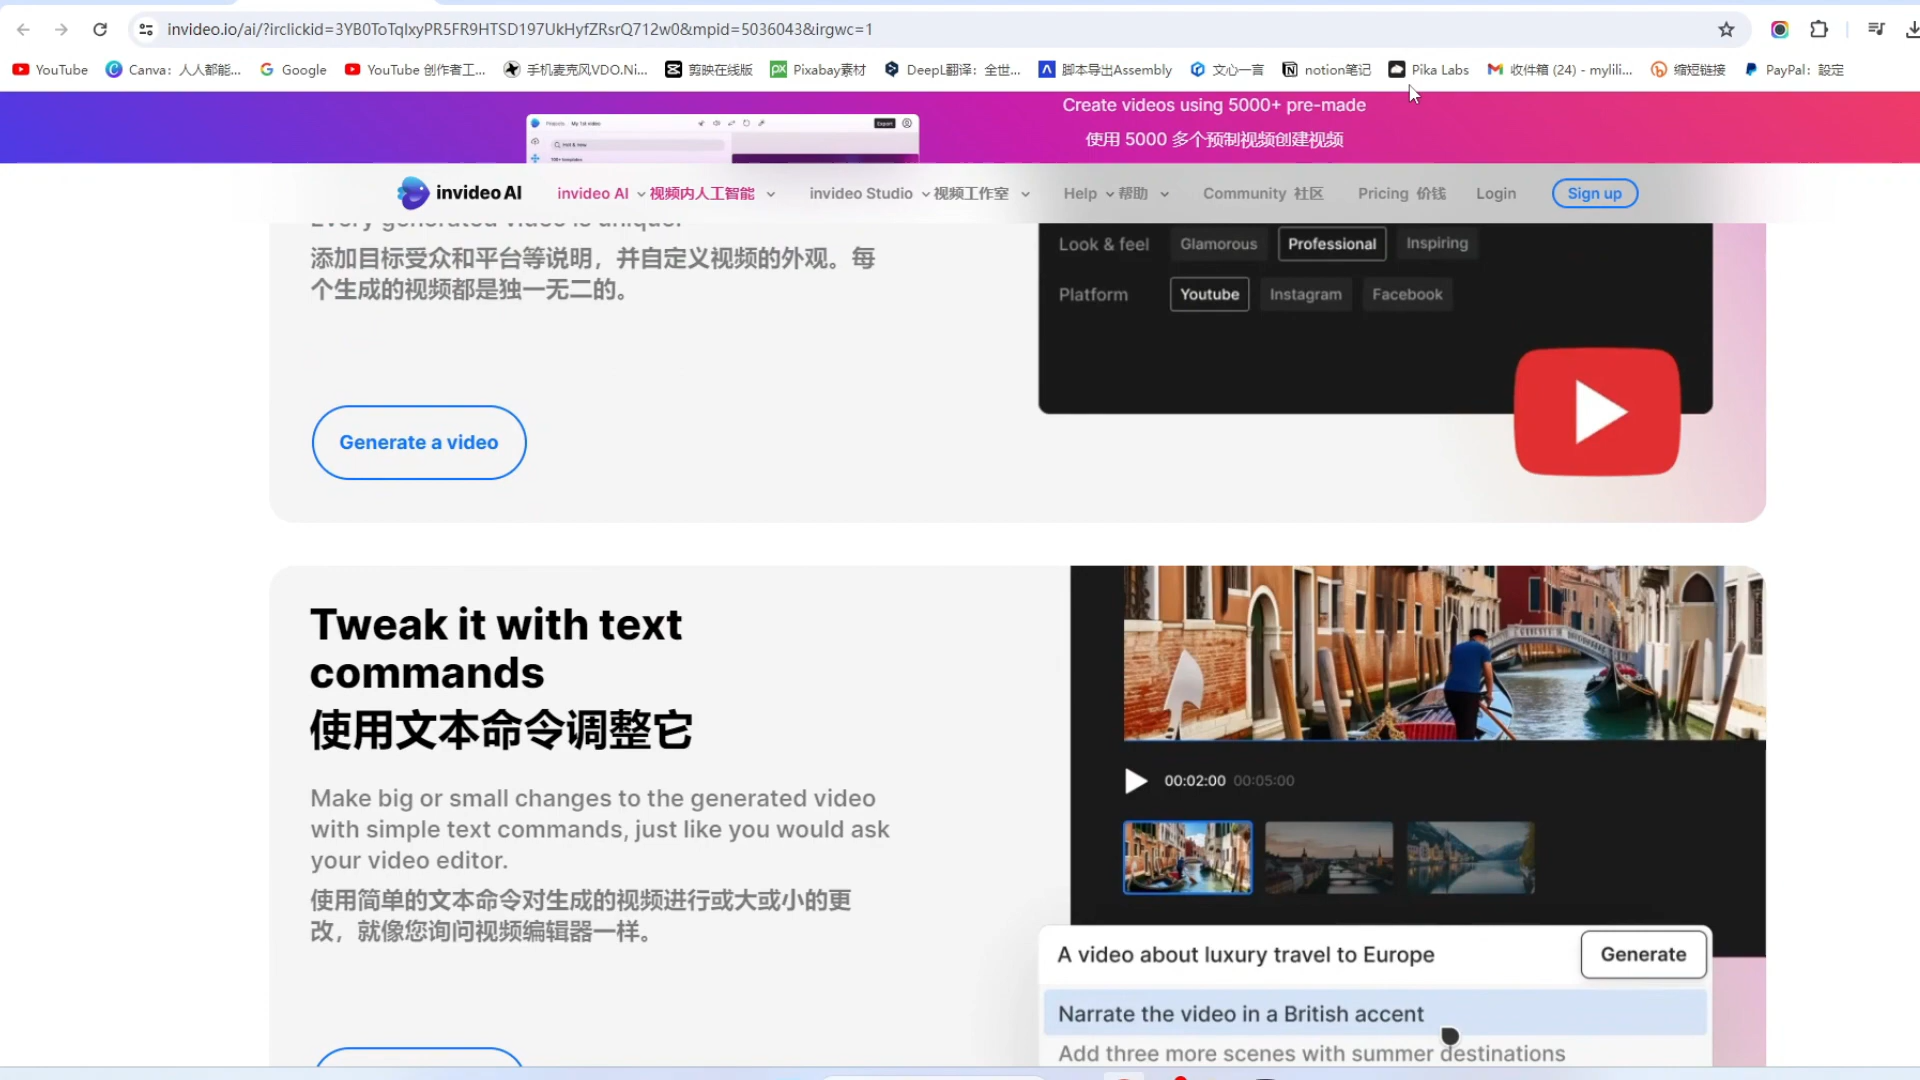 invideo.io/ai/?irclickid=3YB0ToTqlxyPR5FR9HTSD197UkHyfZRsrQ712w0&mpid=5036043&irgwc=1
YouTube Canva：人人都能... Google YouTube 创作者工... 手机麦克风VDO.Ni... 剪映在线版 Pixabay素材 DeepL翻译：全世... 脚本导出Assembly 文心一言 notion笔记 Pika Labs 收件箱 (24) - mylili... 缩短链接 PayPal：設定
Create videos using 5000+ pre-made
使用 5000 多个预制视频创建视频
Projects My 1st video Export
invideo AI invideo AI 视频内人工智能 invideo Studio 视频工作室 Help 帮助 Community 社区 Pricing 价钱 Login Sign up
Every generated video is unique.
添加目标受众和平台等说明，并自定义视频的外观。每
个生成的视频都是独一无二的。
Look & feel Glamorous Professional Inspiring
Platform Youtube Instagram Facebook
Generate a video
Tweak it with text
commands
使用文本命令调整它
Make big or small changes to the generated video
with simple text commands, just like you would ask
your video editor.
使用简单的文本命令对生成的视频进行或大或小的更
改，就像您询问视频编辑器一样。
00:02:00 00:05:00
A video about luxury travel to Europe Generate
Narrate the video in a British accent
Add three more scenes with summer destinations